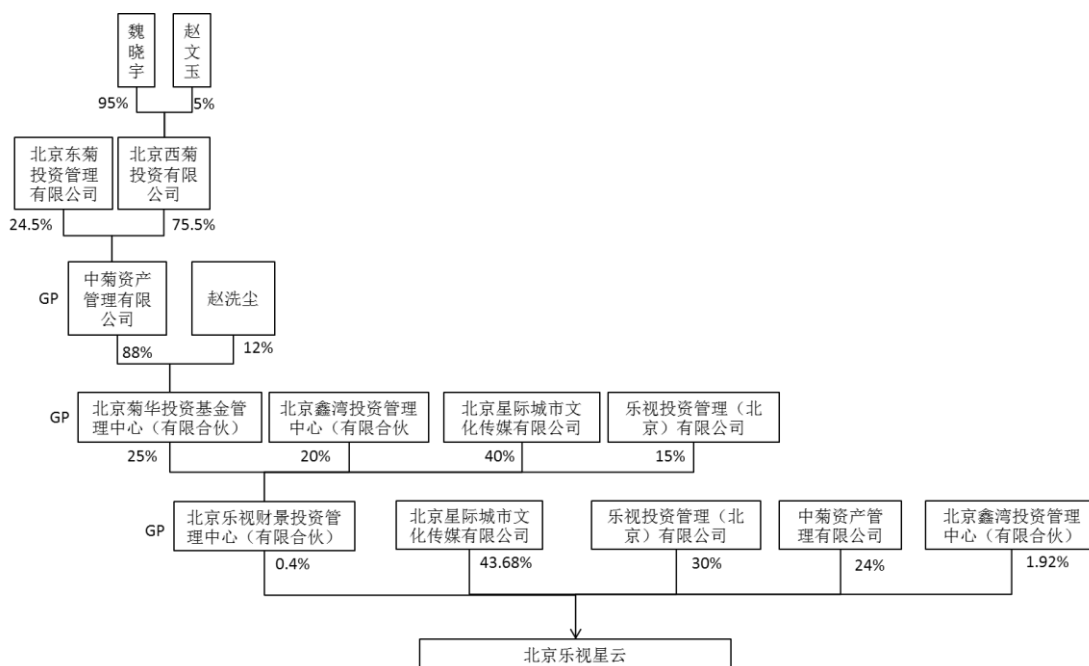 魏晓宇
赵文玉
95%
5%
北京东菊
投资管理
有限公司
北京西菊
投资有限
公司
24.5%
75.5%
GP
中菊资产
管理有限
公司
赵洗尘
88%
12%
GP
北京菊华投资基金管
理中心（有限合伙）
北京鑫湾投资管理
中心（有限合伙
北京星际城市文
化传媒有限公司
乐视投资管理（北
京）有限公司
25%
20%
40%
15%
GP
北京乐视财景投资管
理中心（有限合伙）
北京星际城市文
化传媒有限公司
乐视投资管理（北
京）有限公司
中菊资产管
理有限公司
北京鑫湾投资管理
中心（有限合伙）
0.4%
43.68%
30%
24%
1.92%
北京乐视星云